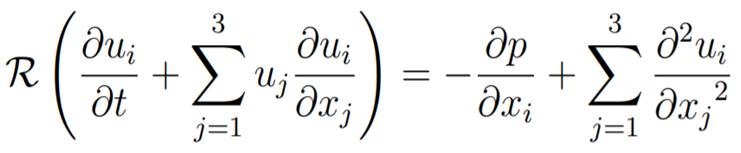 \mathcal{R} \left( \frac{\partial u_i}{\partial t} + \sum_{j=1}^{3} u_j \frac{\partial u_i}{\partial x_j} \right) = -\frac{\partial p}{\partial x_i} + \sum_{j=1}^{3} \frac{\partial^2 u_i}{\partial {x_j}^2}